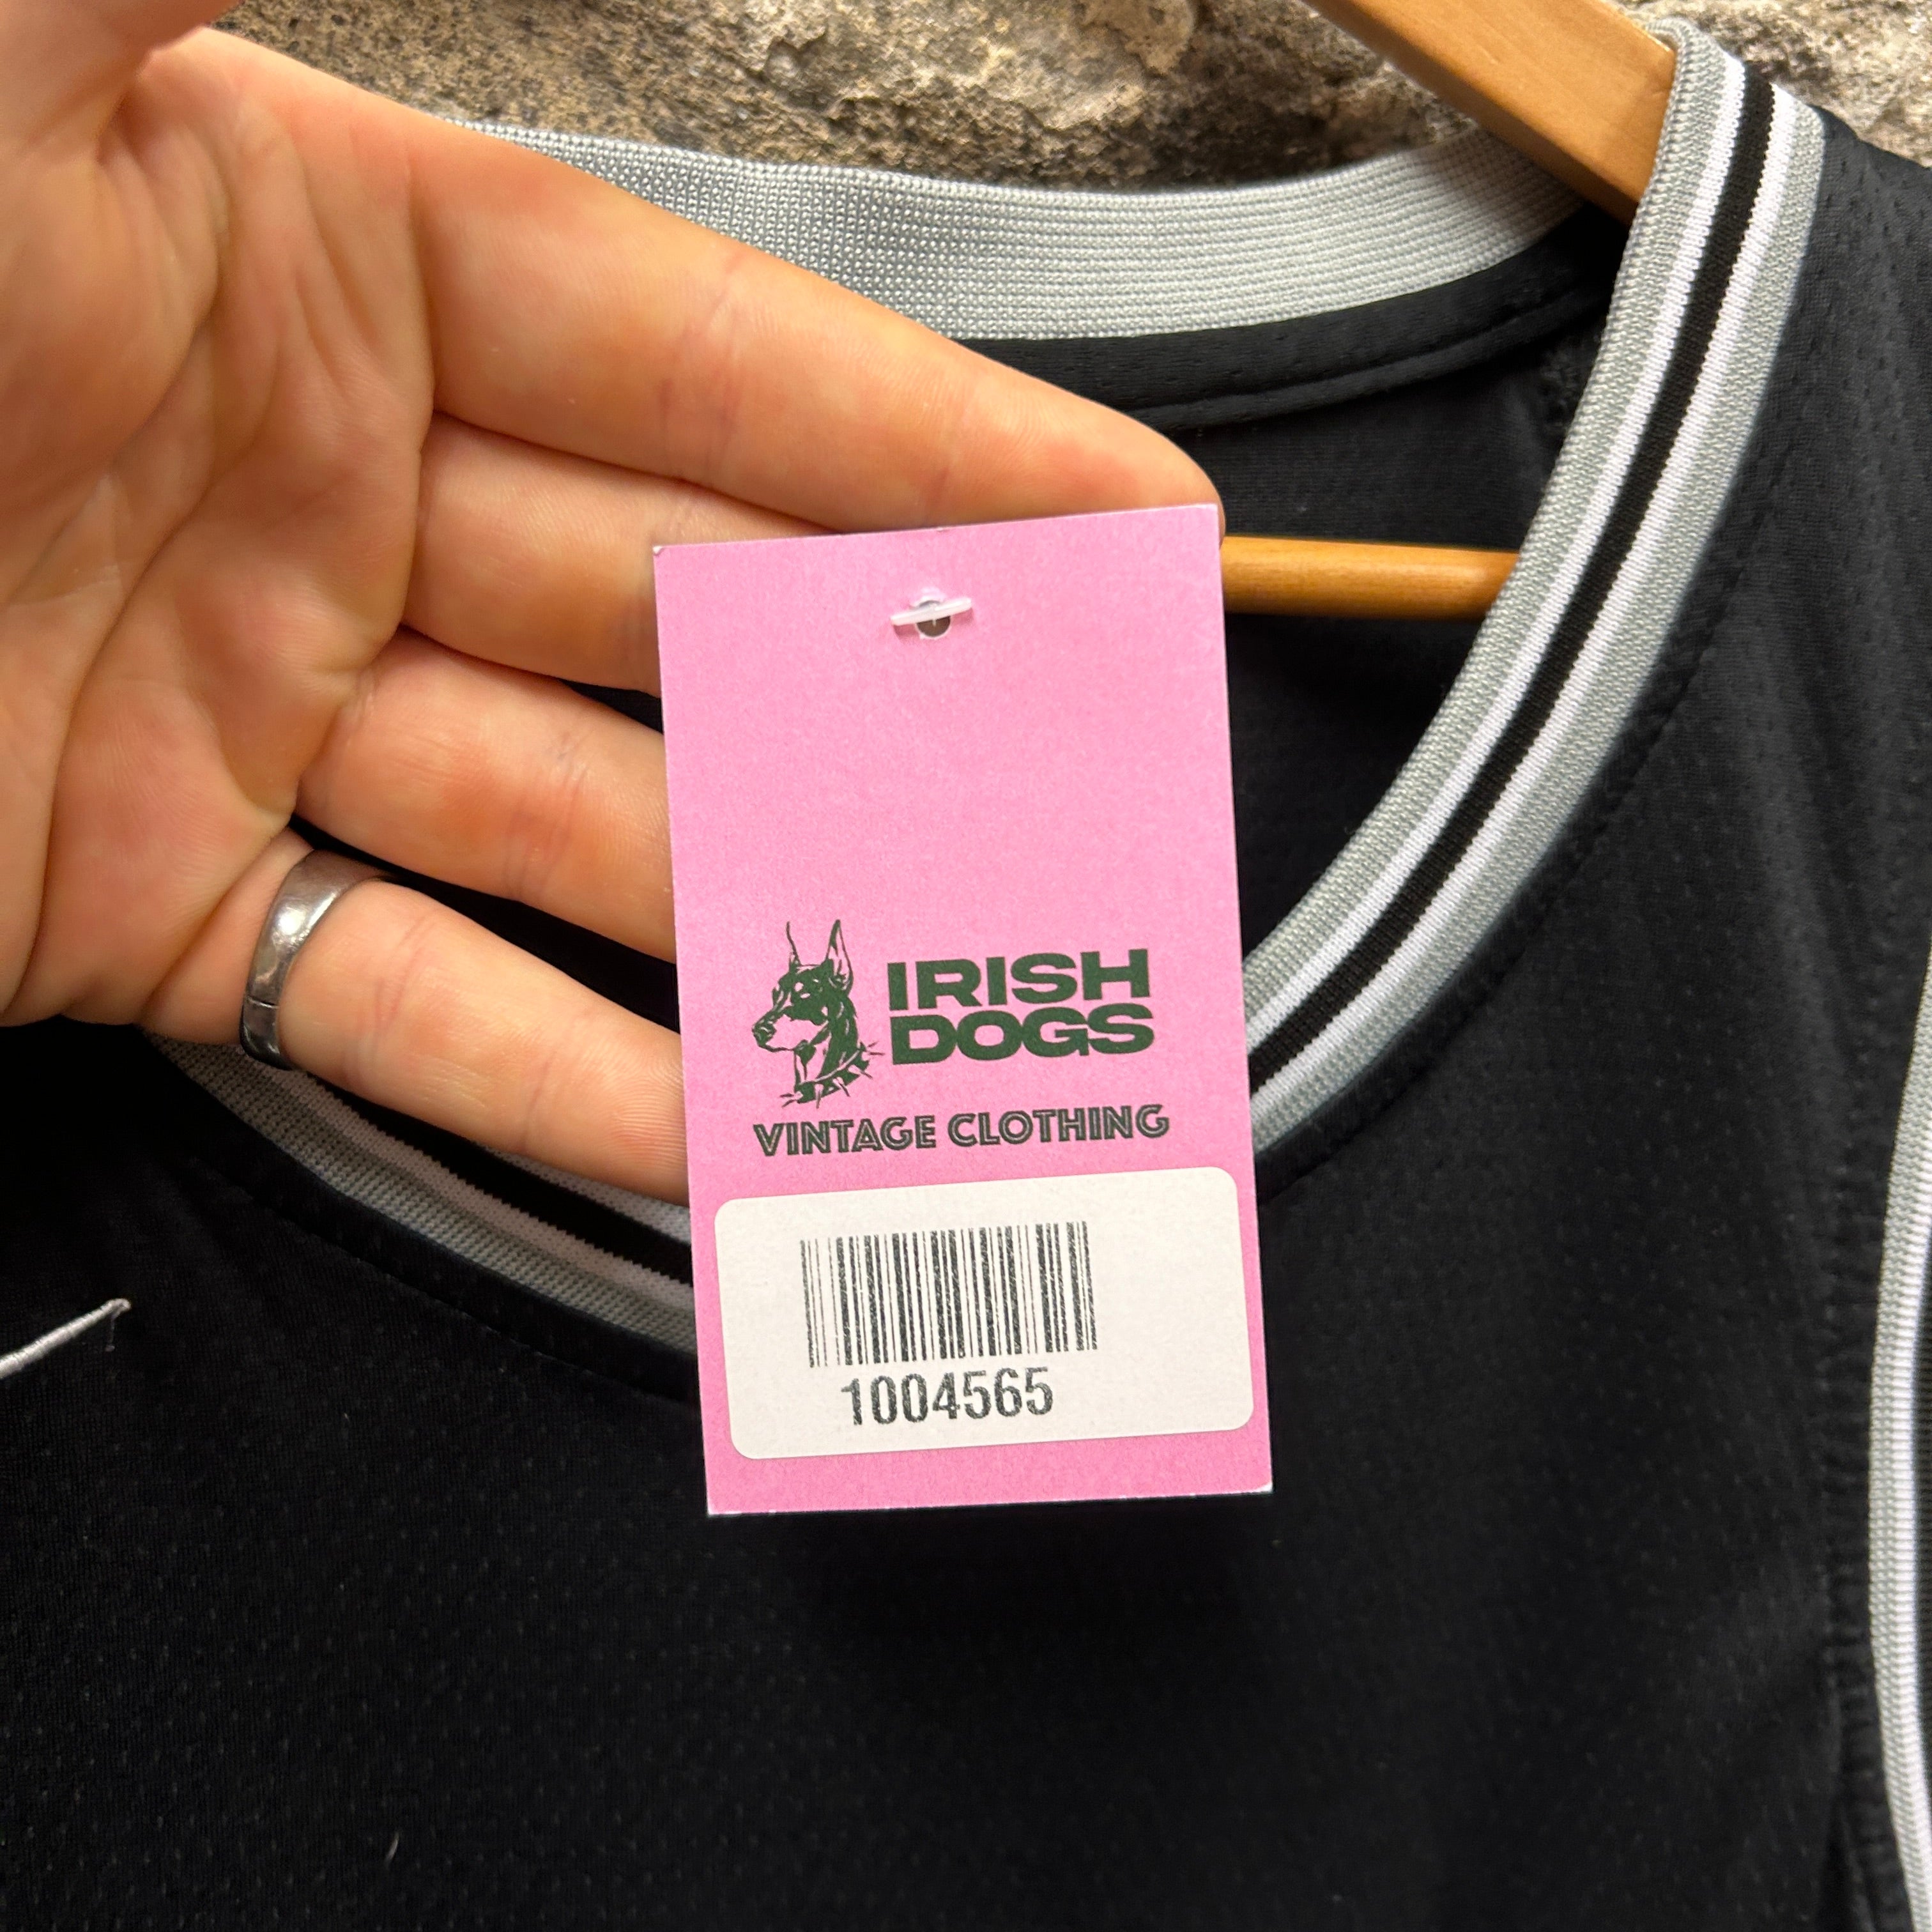 IRISH
DOGS
VINTAGE CLOTHING
1004565